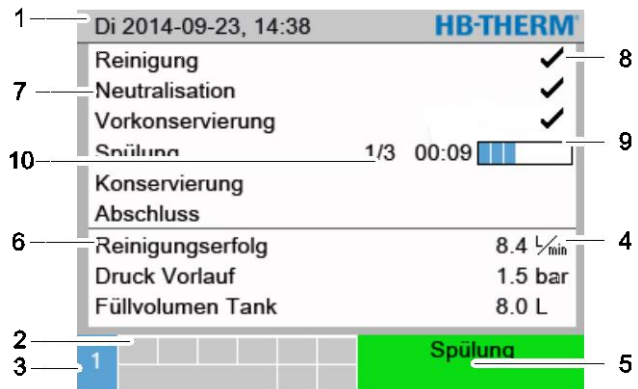 1 Di 2014-09-23, 14:38 HB-THERM
Reinigung ✓ 8
7 Neutralisation ✓
Vorkonservierung ✓
Spülung 1/3 00:09 9
10
Konservierung
Abschluss
6 Reinigungserfolg 8.4 L/min 4
Druck Vorlauf 1.5 bar
Füllvolumen Tank 8.0 L
2
3 1 Spülung 5